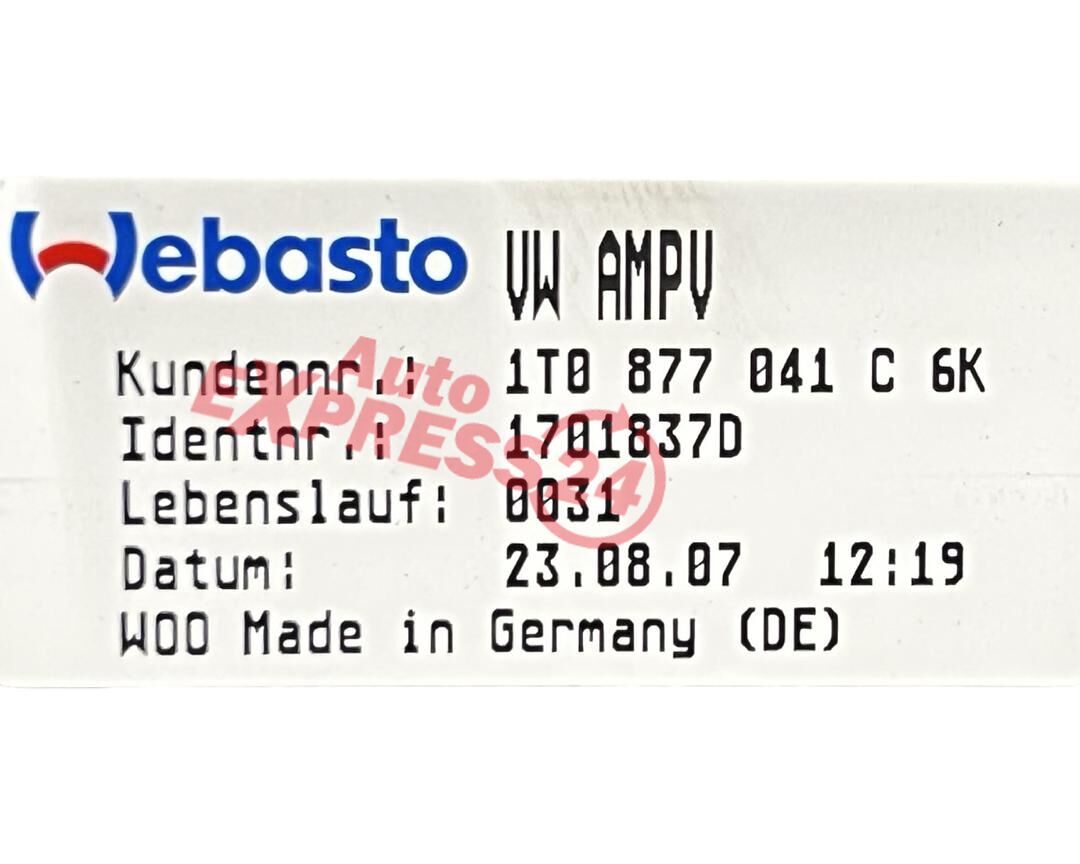 Webasto VW AMPV
Kundennr.: 1T0 877 041 C 6K
Identnr.: 1701837D
Lebenslauf: 0031
Datum: 23.08.07 12:19
WOO Made in Germany (DE)
Auto
EXPRESS24